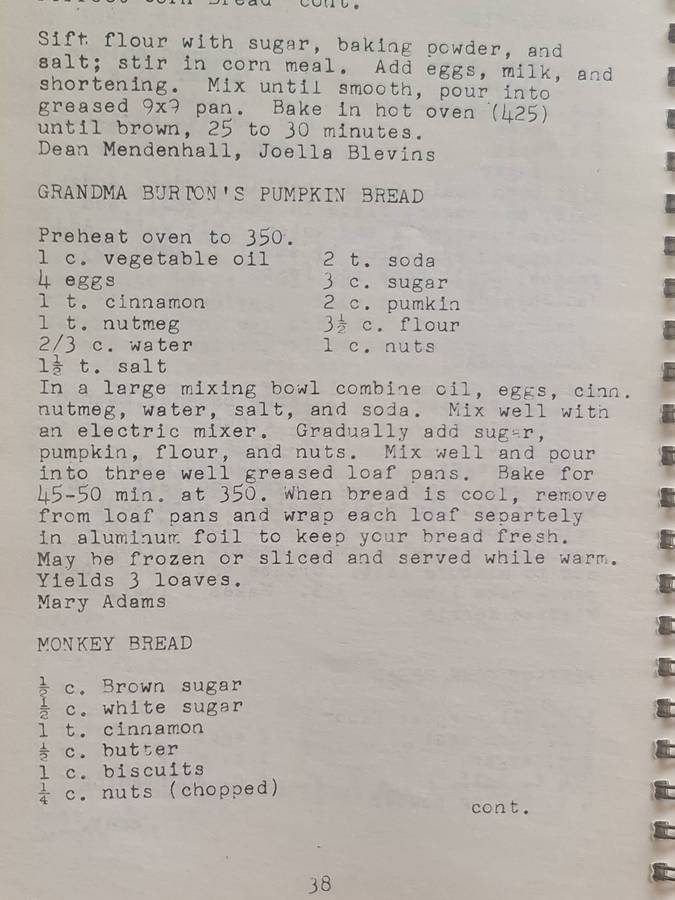 Corn Bread cont.
Sift flour with sugar, baking powder, and
salt; stir in corn meal. Add eggs, milk, and
shortening. Mix until smooth, pour into
greased 9x9 pan. Bake in hot oven (425)
until brown, 25 to 30 minutes.
Dean Mendenhall, Joella Blevins
GRANDMA BURTON'S PUMPKIN BREAD
Preheat oven to 350.
1 c. vegetable oil 2 t. soda
4 eggs 3 c. sugar
1 t. cinnamon 2 c. pumkin
1 t. nutmeg 3½ c. flour
2/3 c. water 1 c. nuts
1½ t. salt
In a large mixing bowl combine oil, eggs, cinn.
nutmeg, water, salt, and soda. Mix well with
an electric mixer. Gradually add sugar,
pumpkin, flour, and nuts. Mix well and pour
into three well greased loaf pans. Bake for
45-50 min. at 350. When bread is cool, remove
from loaf pans and wrap each loaf separtely
in aluminum foil to keep your bread fresh.
May be frozen or sliced and served while warm.
Yields 3 loaves.
Mary Adams
MONKEY BREAD
½ c. Brown sugar
½ c. white sugar
1 t. cinnamon
½ c. butter
1 c. biscuits
¼ c. nuts (chopped)
cont.
38